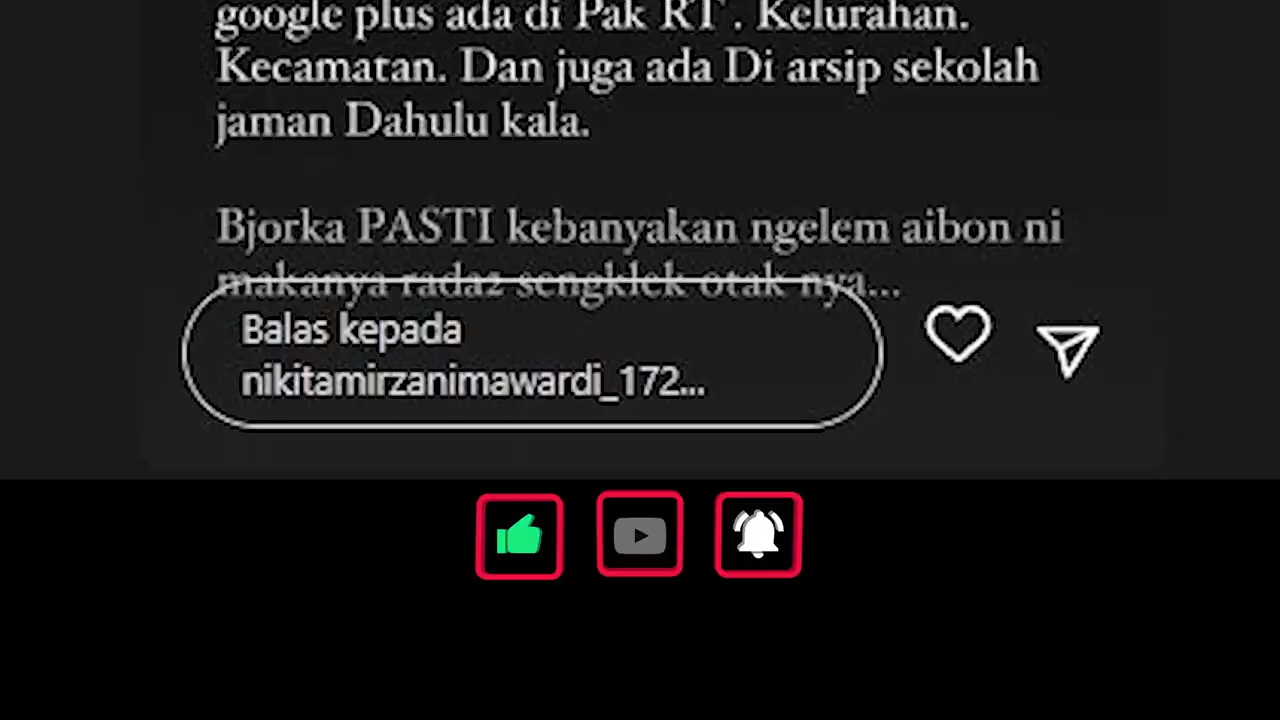 google plus ada di Pak RT . Kelurahan.
Kecamatan. Dan juga ada Di arsip sekolah
jaman Dahulu kala.
Bjorka PASTI kebanyakan ngelem aibon ni
makanya rada2 sengklek otak nya...
Balas kepada
nikitamirzanimawardi_172...